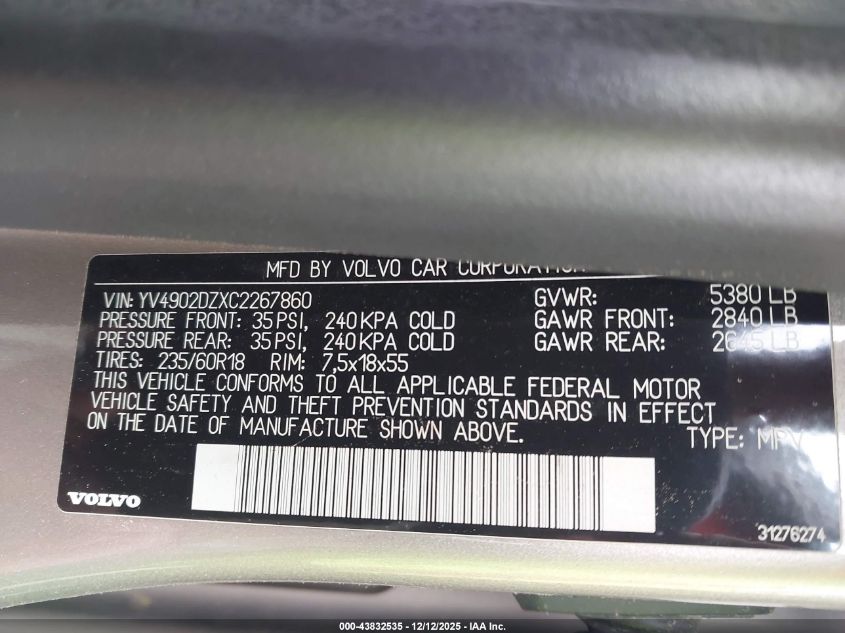 MFD BY VOLVO CAR CORPORATION
VIN: YV4902DZXC2267860 GVWR: 5380 LB
PRESSURE FRONT: 35 PSI, 240 KPA COLD GAWR FRONT: 2840 LB
PRESSURE REAR: 35 PSI, 240 KPA COLD GAWR REAR: 2645 LB
TIRES: 235/60R18 RIM: 7,5x18x55
THIS VEHICLE CONFORMS TO ALL APPLICABLE FEDERAL MOTOR
VEHICLE SAFETY AND THEFT PREVENTION STANDARDS IN EFFECT
ON THE DATE OF MANUFACTURE SHOWN ABOVE. TYPE: MPV
VOLVO 31276274
000-43832535 - 12/12/2025 - IAA Inc.